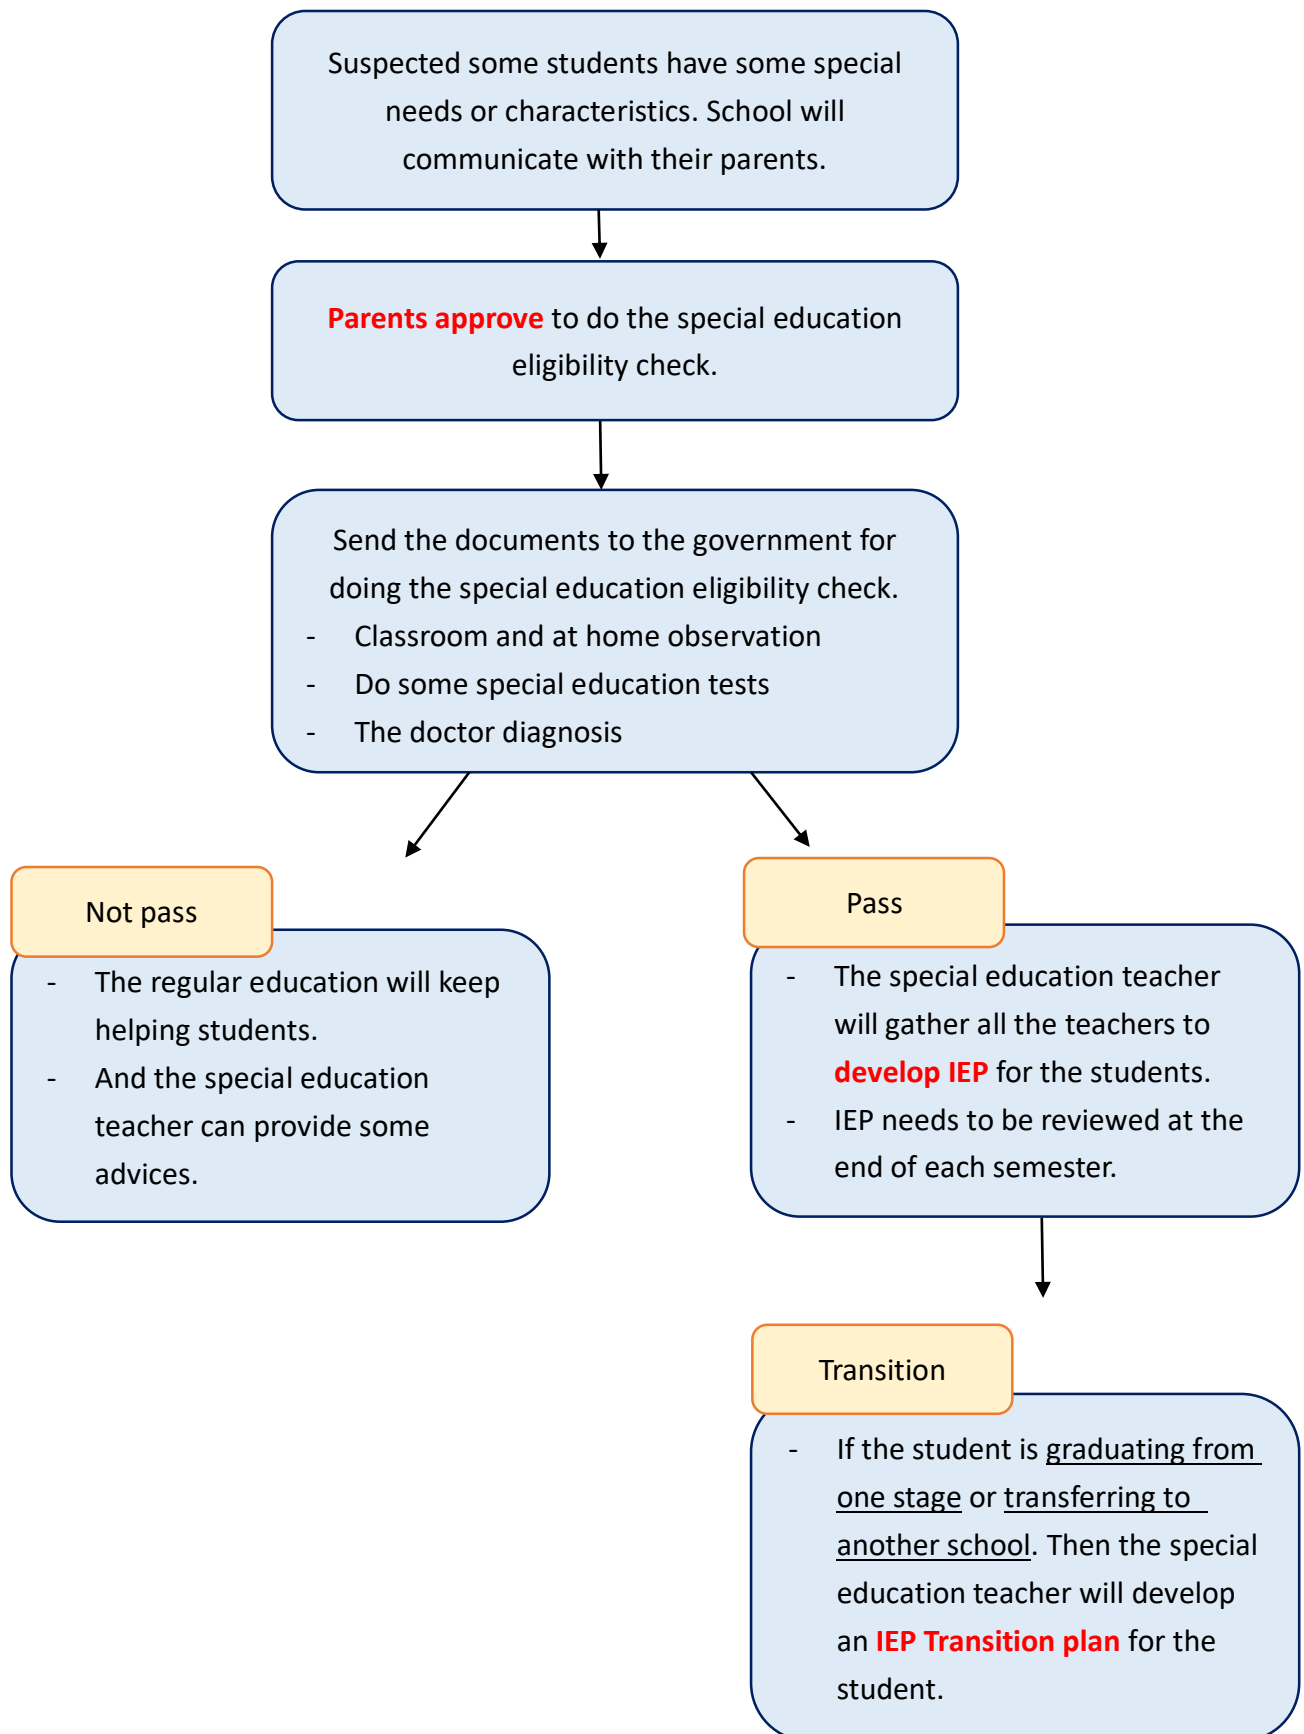 Suspected some students have some special
needs or characteristics. School will
communicate with their parents.
Parents approve to do the special education
eligibility check.
Send the documents to the government for
doing the special education eligibility check.
- Classroom and at home observation
- Do some special education tests
- The doctor diagnosis
Not pass
- The regular education will keep
helping students.
- And the special education
teacher can provide some
advices.
Pass
- The special education teacher
will gather all the teachers to
develop IEP for the students.
- IEP needs to be reviewed at the
end of each semester.
Transition
- If the student is graduating from
one stage or transferring to
another school. Then the special
education teacher will develop
an IEP Transition plan for the
student.